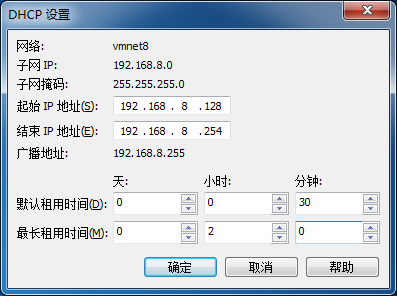 DHCP 设置
网络: vmnet8
子网 IP: 192.168.8.0
子网掩码: 255.255.255.0
起始 IP 地址(S): 192 .168 . 8 .128
结束 IP 地址(E): 192 .168 . 8 .254
广播地址: 192.168.8.255
天: 小时: 分钟:
默认租用时间(D): 0 0 30
最长租用时间(M): 0 2 0
确定 取消 帮助